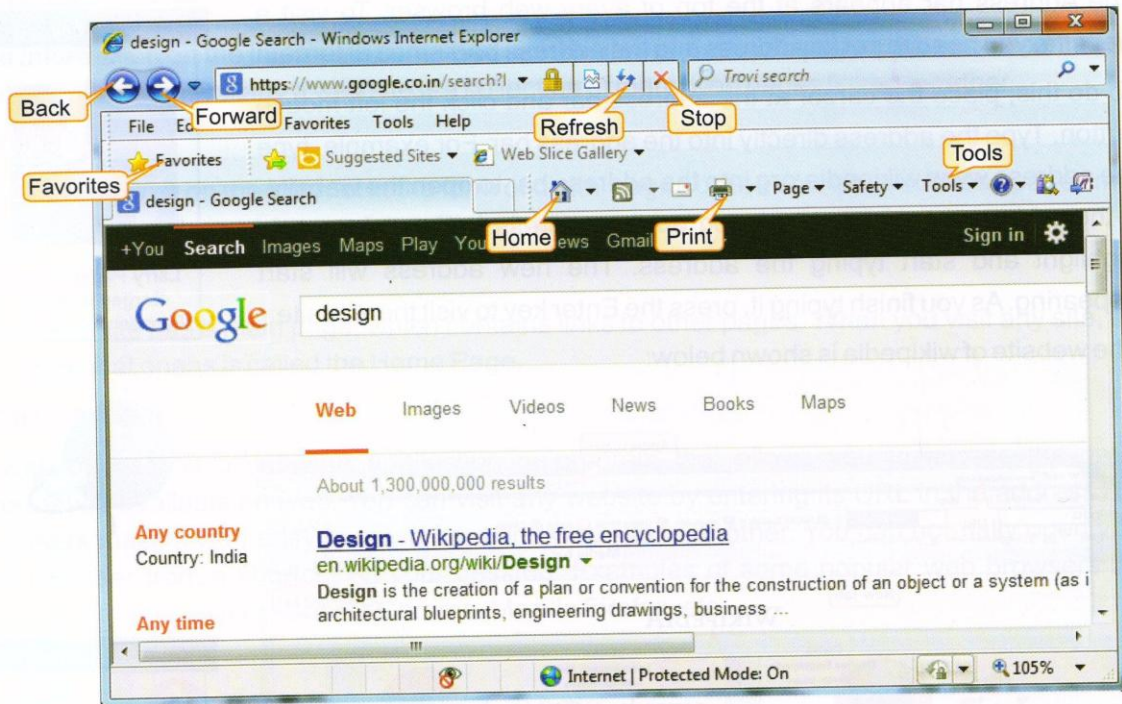 design - Google Search - Windows Internet Explorer
https://www.google.co.in/search?l
Trovi search
Back
Forward
Refresh
Stop
File Favorites Tools Help
Favorites Suggested Sites Web Slice Gallery
Tools
Favorites
design - Google Search
Page Safety Tools
Home
Print
+You Search Images Maps Play Gmail Sign in
Google design
Web Images Videos News Books Maps
About 1,300,000,000 results
Any country
Country: India
Design - Wikipedia, the free encyclopedia
en.wikipedia.org/wiki/Design
Design is the creation of a plan or convention for the construction of an object or a system (as i
architectural blueprints, engineering drawings, business ...
Any time
Internet | Protected Mode: On
105%